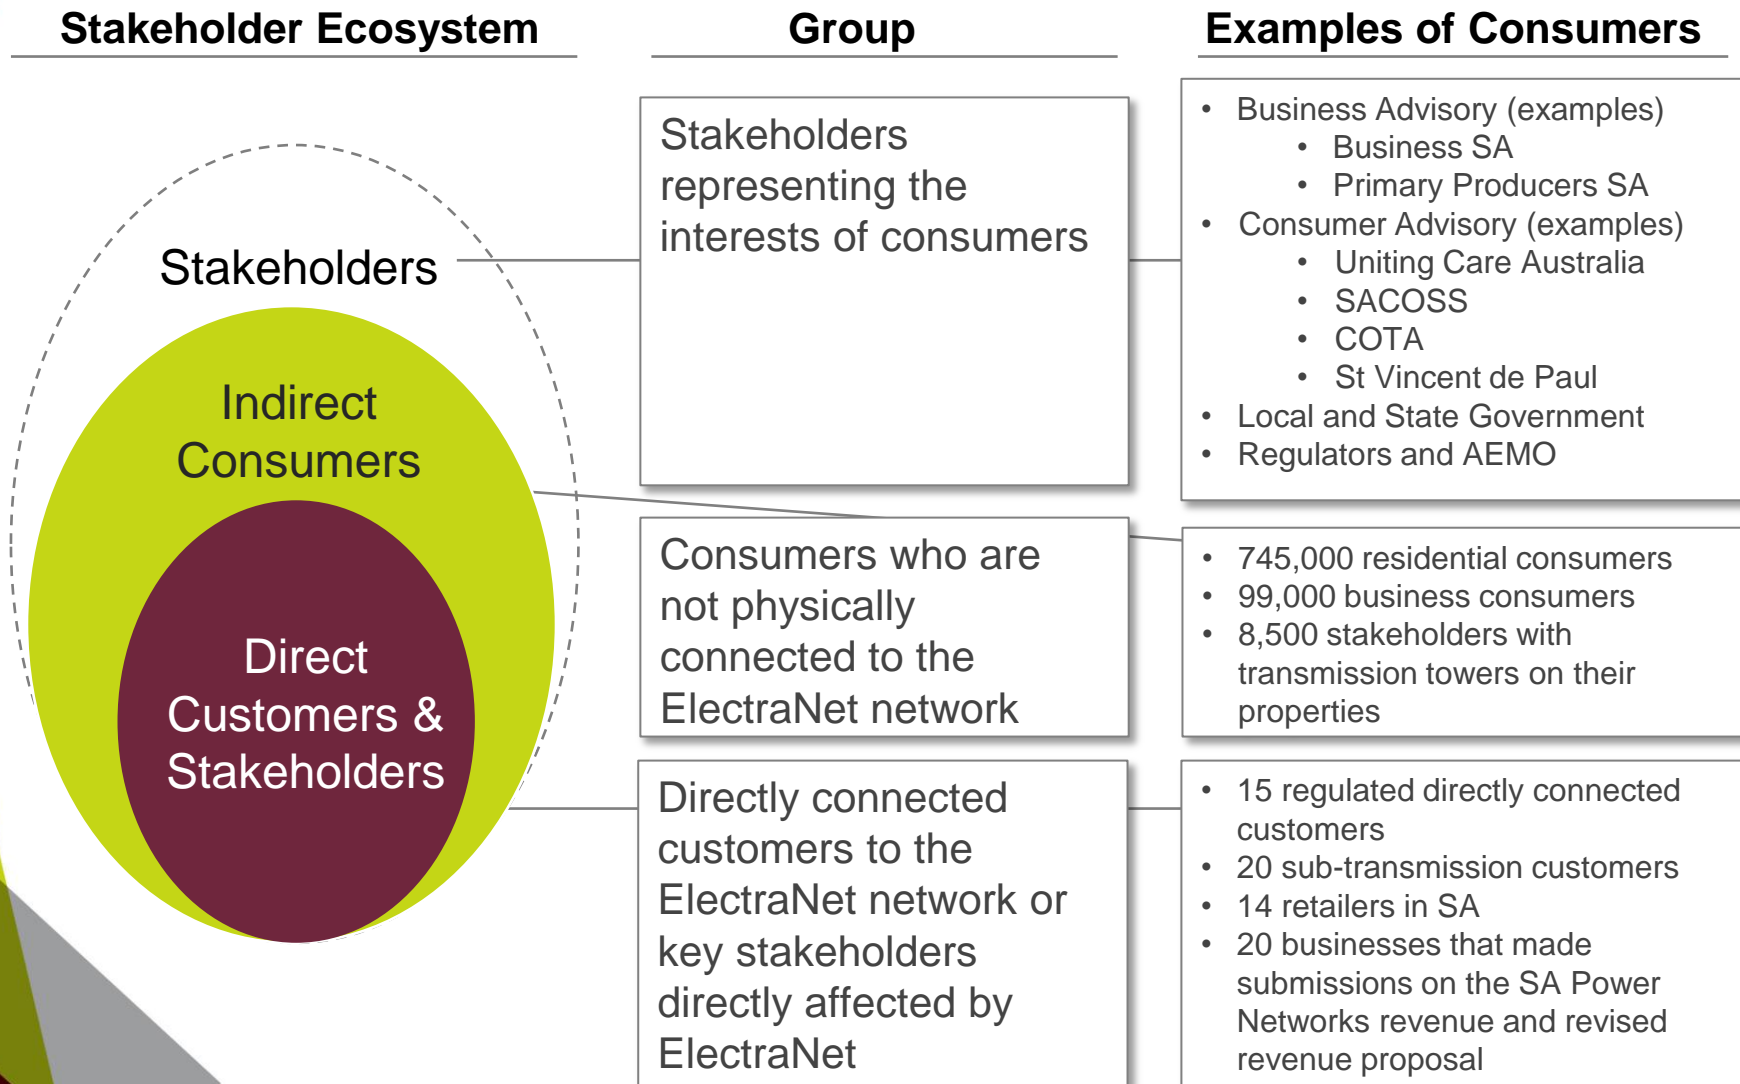 Stakeholder Ecosystem
Group
Examples of Consumers
Stakeholders
Indirect
Consumers
Direct
Customers &
Stakeholders
Stakeholders
representing the
interests of consumers
• Business Advisory (examples)
• Business SA
• Primary Producers SA
• Consumer Advisory (examples)
• Uniting Care Australia
• SACOSS
• COTA
• St Vincent de Paul
• Local and State Government
• Regulators and AEMO
Consumers who are
not physically
connected to the
ElectraNet network
• 745,000 residential consumers
• 99,000 business consumers
• 8,500 stakeholders with
transmission towers on their
properties
Directly connected
customers to the
ElectraNet network or
key stakeholders
directly affected by
ElectraNet
• 15 regulated directly connected
customers
• 20 sub-transmission customers
• 14 retailers in SA
• 20 businesses that made
submissions on the SA Power
Networks revenue and revised
revenue proposal